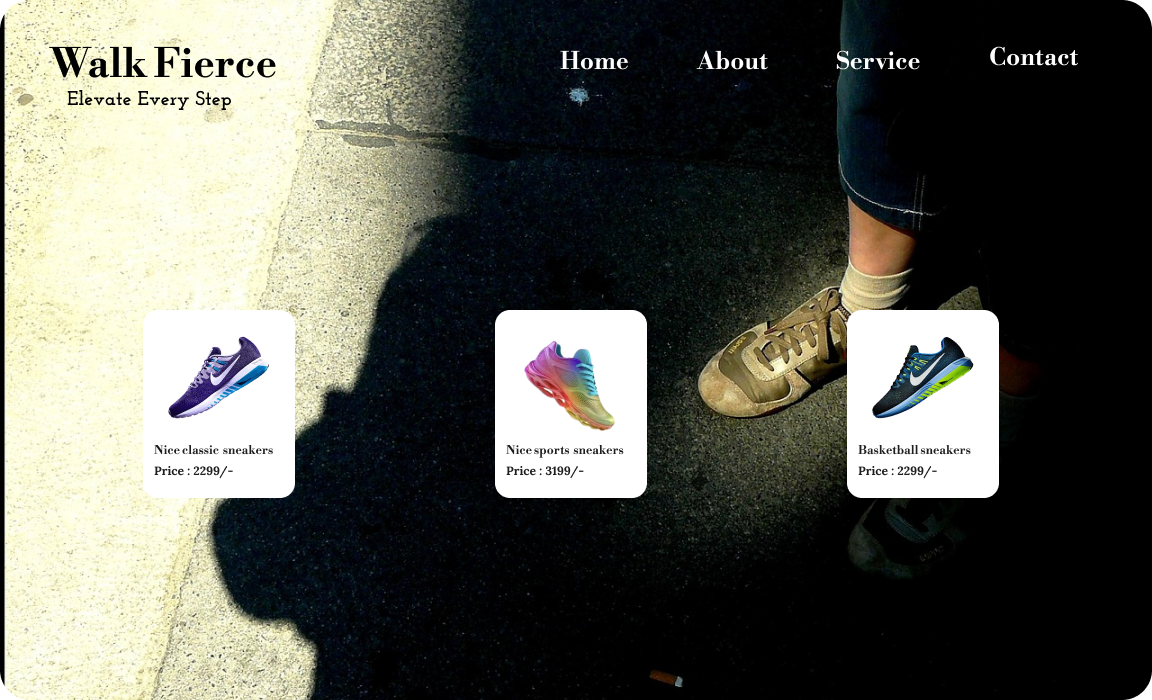 Walk Fierce
Elevate Every Step
Home About Service Contact
Nice classic sneakers
Price : 2299/-
Nice sports sneakers
Price : 3199/-
Basketball sneakers
Price : 2299/-